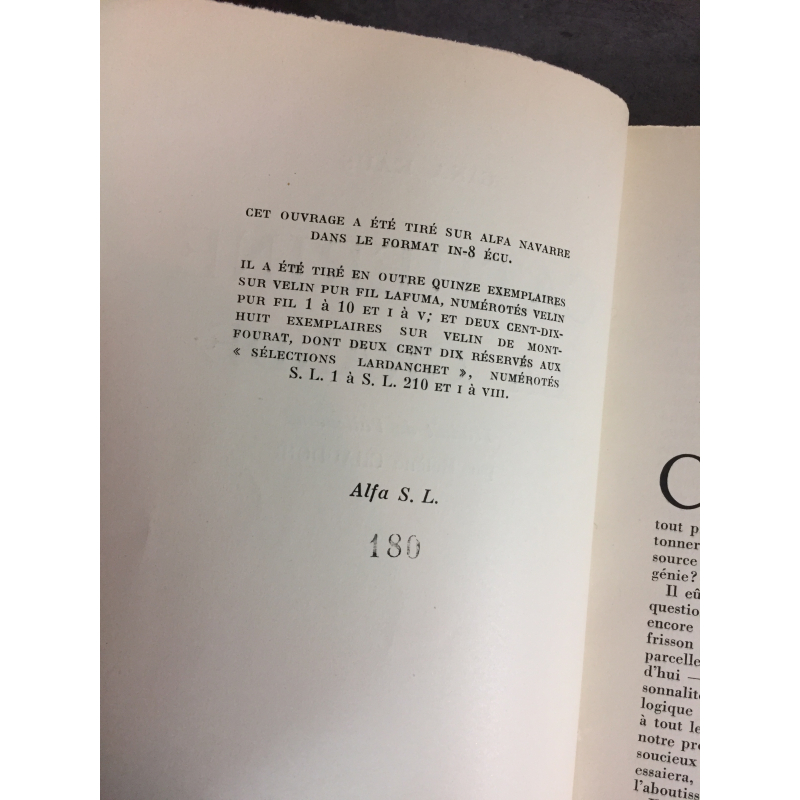 CET OUVRAGE A ÉTÉ TIRÉ SUR ALFA NAVARRE
DANS LE FORMAT IN-8 ÉCU.
IL A ÉTÉ TIRÉ EN OUTRE QUINZE EXEMPLAIRES
SUR VELIN PUR FIL LAFUMA, NUMÉROTÉS VELIN
PUR FIL 1 à 10 ET I à V; ET DEUX CENT-DIX-
HUIT EXEMPLAIRES SUR VELIN DE MONT-
FOURAT, DONT DEUX CENT DIX RÉSERVÉS AUX
« SÉLECTIONS LARDANCHET », NUMÉROTÉS
S. L. 1 à S. L. 210 ET I à VIII.
Alfa S. L.
180
tout p
tonner
source
génie?
Il eû
questio
encore
frisson
parcelle
d'hui —
sonnalité
logique
à tout le
notre pro
soucieux
essaiera,
l'aboutiss